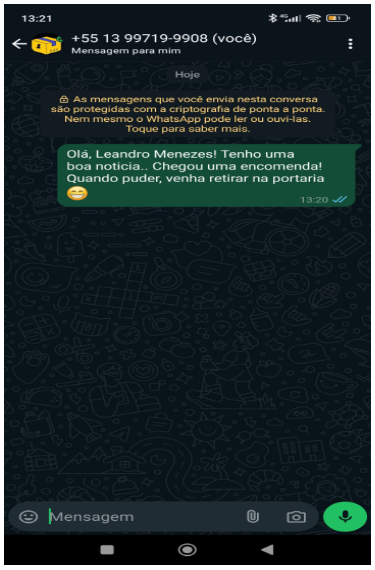 13:21
+55 13 99719-9908 (você)
Mensagem para mim
Hoje
As mensagens que você envia nesta conversa
são protegidas com a criptografia de ponta a ponta.
Nem mesmo o WhatsApp pode ler ou ouvi-las.
Toque para saber mais.
Olá, Leandro Menezes! Tenho uma
boa noticia.. Chegou uma encomenda!
Quando puder, venha retirar na portaria
13:20
Mensagem